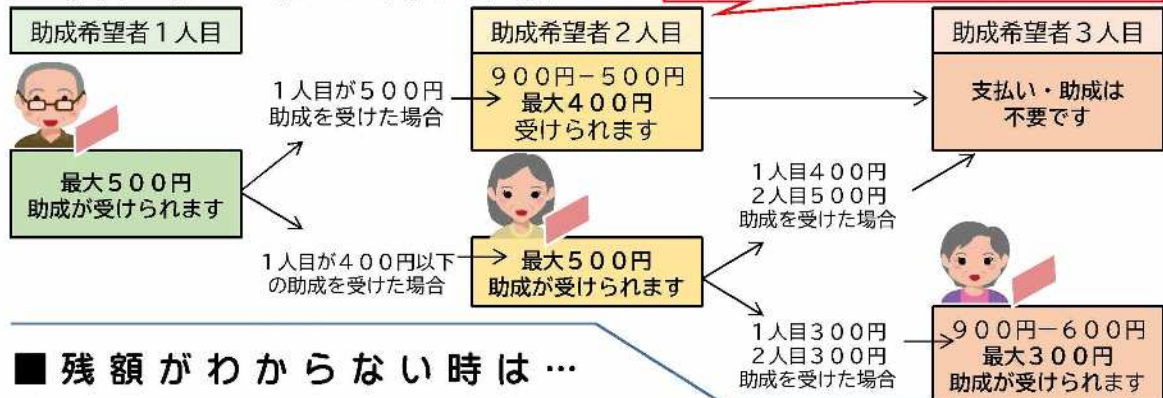 助成希望者１人目
最大５００円
助成が受けられます
１人目が５００円
助成を受けた場合
１人目が４００円以下
の助成を受けた場合
助成希望者２人目
９００円－５００円
最大４００円
受けられます
最大５００円
助成が受けられます
１人目４００円
２人目５００円
助成を受けた場合
１人目３００円
２人目３００円
助成を受けた場合
助成希望者３人目
支払い・助成は
不要です
９００円－６００円
最大３００円
助成が受けられます
■残額がわからない時は…